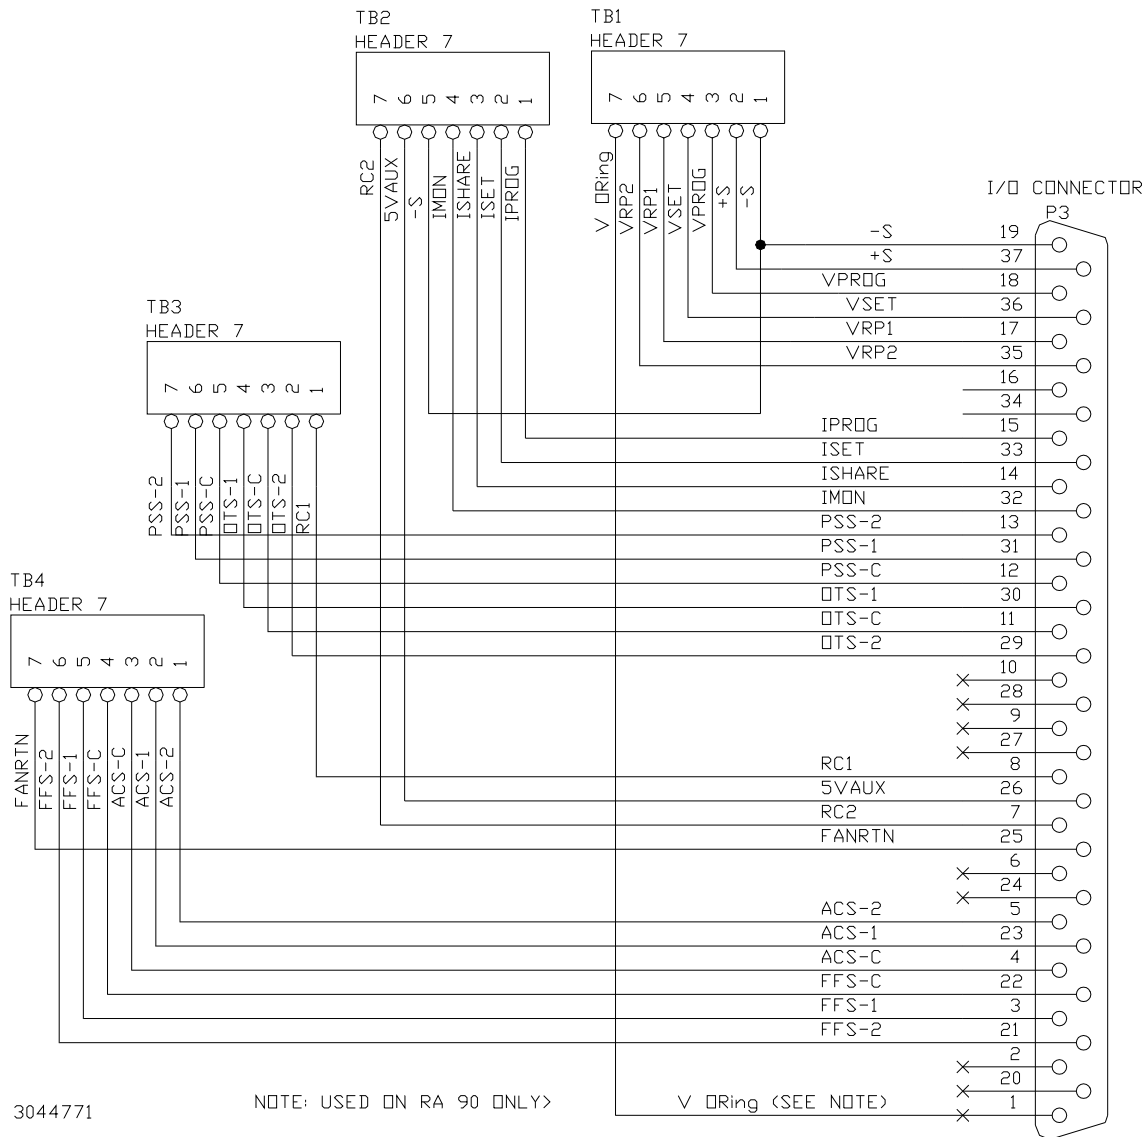 TB2
HEADER 7
7 6 5 4 3 2 1
RC2
5VAUX
-S
IMON
ISHARE
ISET
IPROG
TB1
HEADER 7
7 6 5 4 3 2 1
V ORing
VRP2
VRP1
VSET
VPROG
+S
-S
I/O CONNECTOR
P3
-S 19
+S 37
VPROG 18
VSET 36
VRP1 17
VRP2 35
16
34
IPROG 15
ISET 33
ISHARE 14
IMON 32
PSS-2 13
PSS-1 31
PSS-C 12
OTS-1 30
OTS-C 11
OTS-2 29
10
28
9
27
RC1 8
5VAUX 26
RC2 7
FANRTN 25
6
24
ACS-2 5
ACS-1 23
ACS-C 4
FFS-C 22
FFS-1 3
FFS-2 21
2
20
V ORing (SEE NOTE) 1
TB3
HEADER 7
7 6 5 4 3 2 1
PSS-2
PSS-1
PSS-C
OTS-1
OTS-C
OTS-2
RC1
TB4
HEADER 7
7 6 5 4 3 2 1
FANRTN
FFS-2
FFS-1
FFS-C
ACS-C
ACS-1
ACS-2
3044771
NOTE: USED ON RA 90 ONLY>